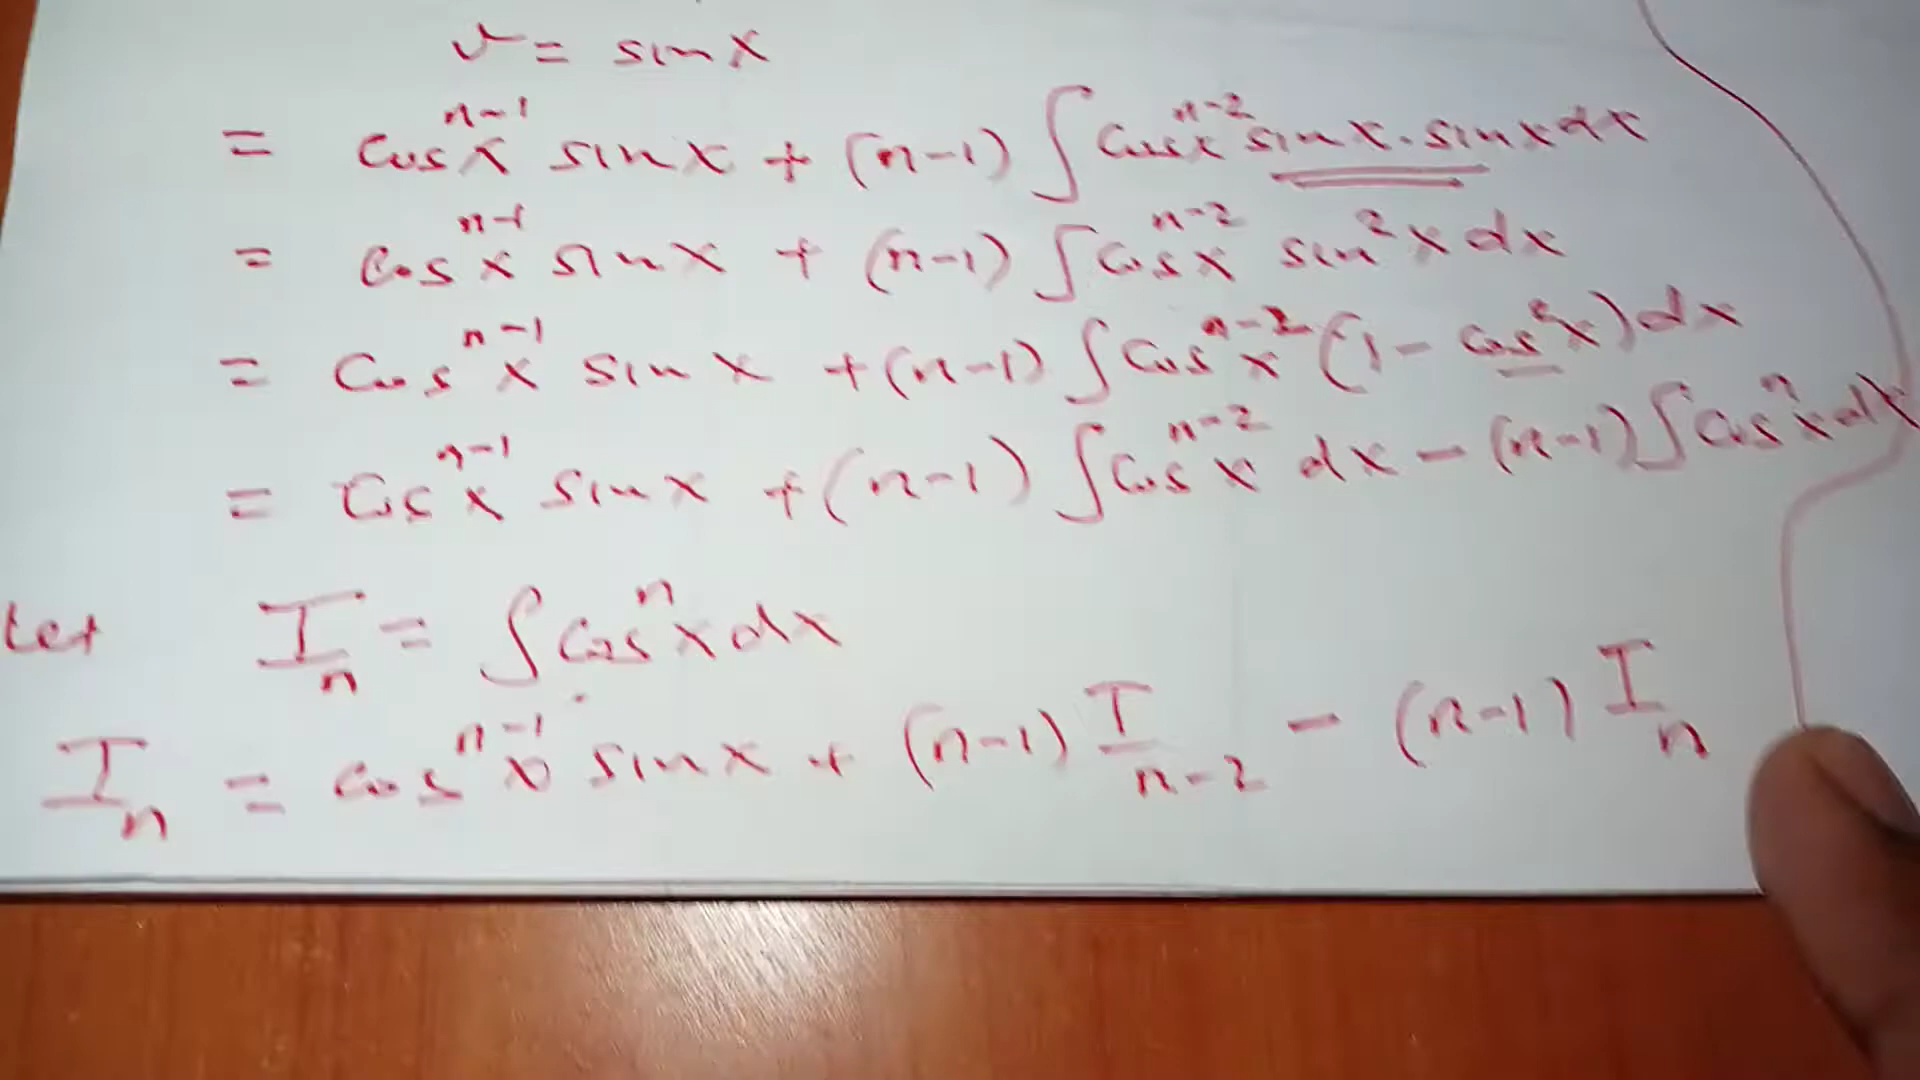 v = sin x
= cos^{n-1} x sin x + (n-1) ∫ cos^{n-2} x sin x . sin x dx
= cos^{n-1} x sin x + (n-1) ∫ cos^{n-2} x sin^2 x dx
= cos^{n-1} x sin x + (n-1) ∫ cos^{n-2} x (1 - cos^2 x) dx
= cos^{n-1} x sin x + (n-1) ∫ cos^{n-2} x dx - (n-1) ∫ cos^n x dx
Let I_n = ∫ cos^n x dx
I_n = cos^{n-1} x sin x + (n-1) I_{n-2} - (n-1) I_n